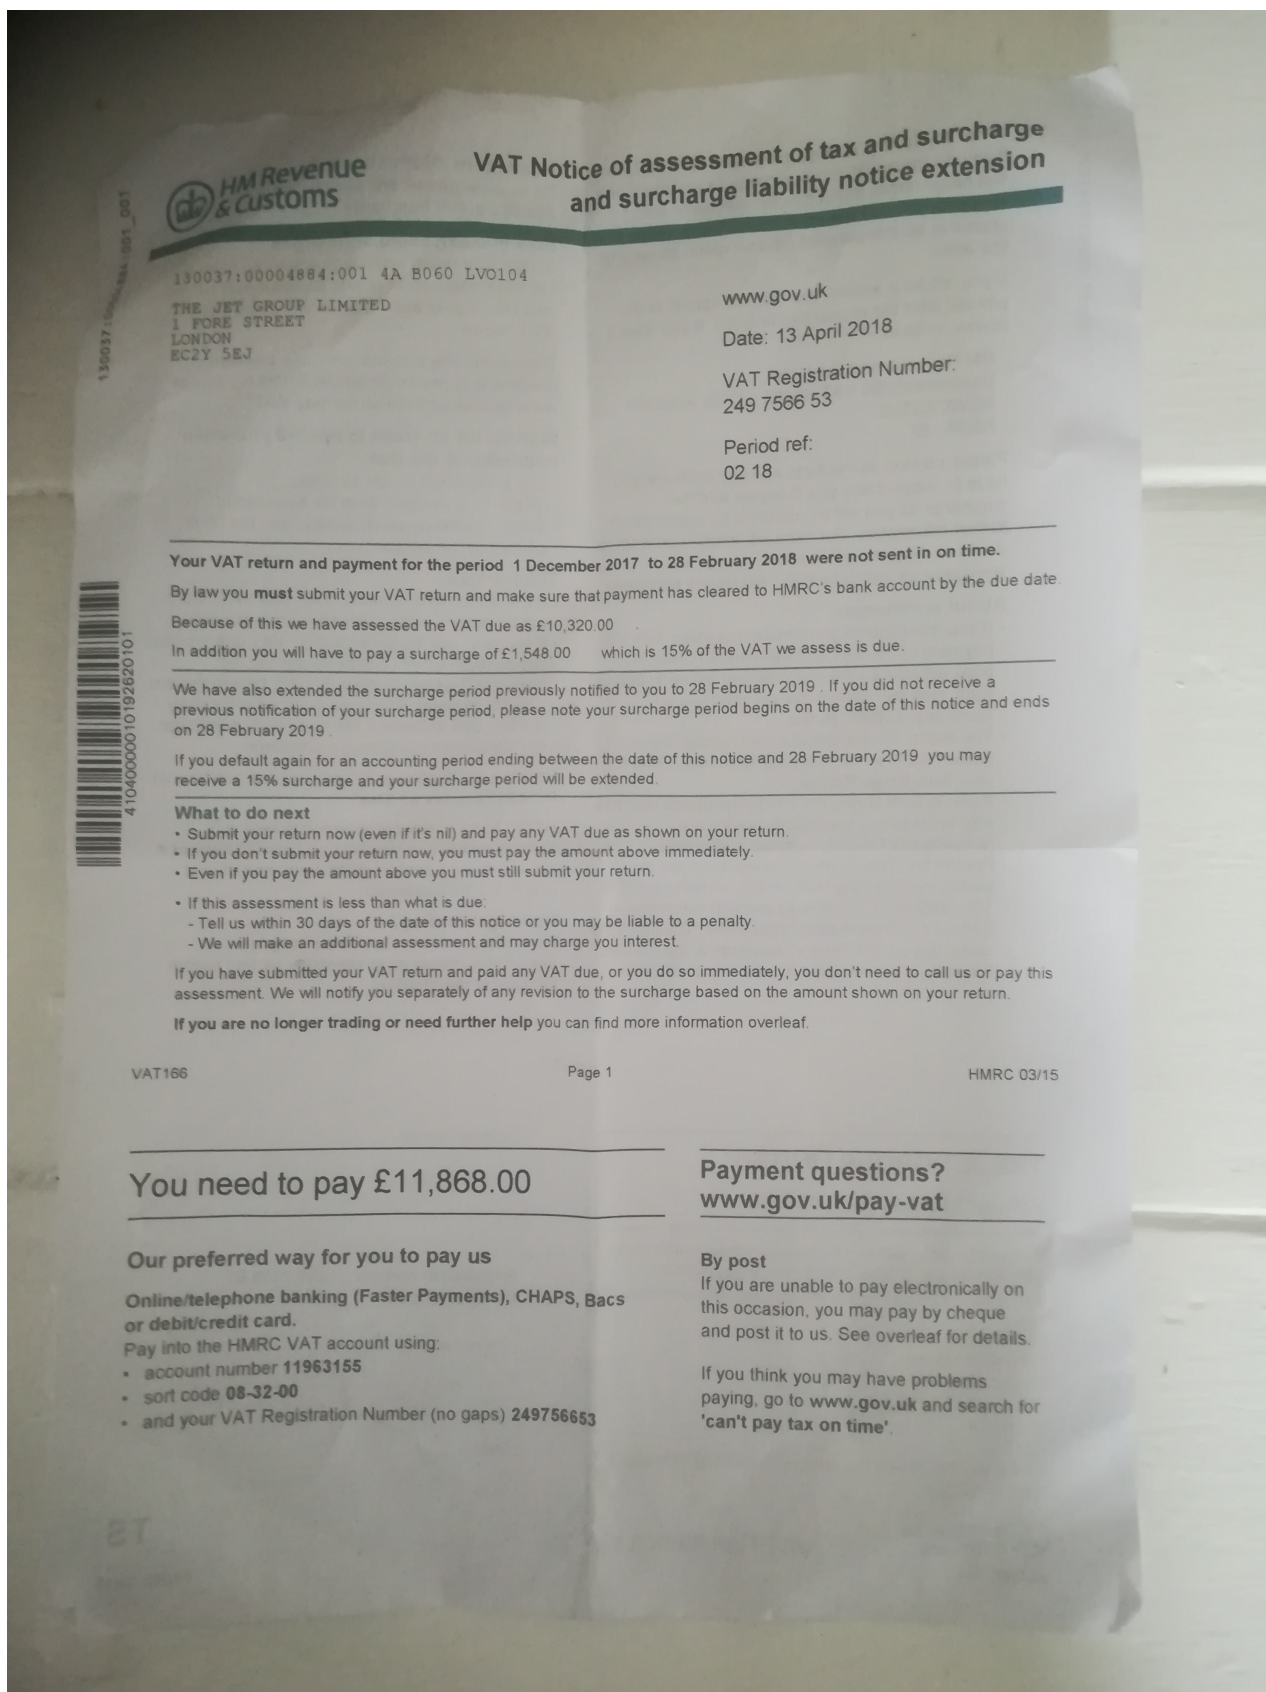 HM Revenue
& Customs
VAT Notice of assessment of tax and surcharge
and surcharge liability notice extension
130037:00004884:001 4A B060 LVO104
THE JET GROUP LIMITED
1 FORE STREET
LONDON
EC2Y 5EJ
130037:00004884:001_001
www.gov.uk
Date: 13 April 2018
VAT Registration Number:
249 7566 53
Period ref:
02 18
Your VAT return and payment for the period 1 December 2017 to 28 February 2018 were not sent in on time.
By law you must submit your VAT return and make sure that payment has cleared to HMRC's bank account by the due date.
Because of this we have assessed the VAT due as £10,320.00
In addition you will have to pay a surcharge of £1,548.00 which is 15% of the VAT we assess is due.
We have also extended the surcharge period previously notified to you to 28 February 2019 . If you did not receive a
previous notification of your surcharge period, please note your surcharge period begins on the date of this notice and ends
on 28 February 2019 .
If you default again for an accounting period ending between the date of this notice and 28 February 2019 you may
receive a 15% surcharge and your surcharge period will be extended.
41040000010192620101
What to do next
• Submit your return now (even if it's nil) and pay any VAT due as shown on your return.
• If you don't submit your return now, you must pay the amount above immediately.
• Even if you pay the amount above you must still submit your return.
• If this assessment is less than what is due:
- Tell us within 30 days of the date of this notice or you may be liable to a penalty.
- We will make an additional assessment and may charge you interest.
If you have submitted your VAT return and paid any VAT due, or you do so immediately, you don't need to call us or pay this
assessment. We will notify you separately of any revision to the surcharge based on the amount shown on your return.
If you are no longer trading or need further help you can find more information overleaf.
VAT166
Page 1
HMRC 03/15
You need to pay £11,868.00
Our preferred way for you to pay us
Online/telephone banking (Faster Payments), CHAPS, Bacs
or debit/credit card.
Pay into the HMRC VAT account using:
• account number 11963155
• sort code 08-32-00
• and your VAT Registration Number (no gaps) 249756653
Payment questions?
www.gov.uk/pay-vat
By post
If you are unable to pay electronically on
this occasion, you may pay by cheque
and post it to us. See overleaf for details.
If you think you may have problems
paying, go to www.gov.uk and search for
'can't pay tax on time'.